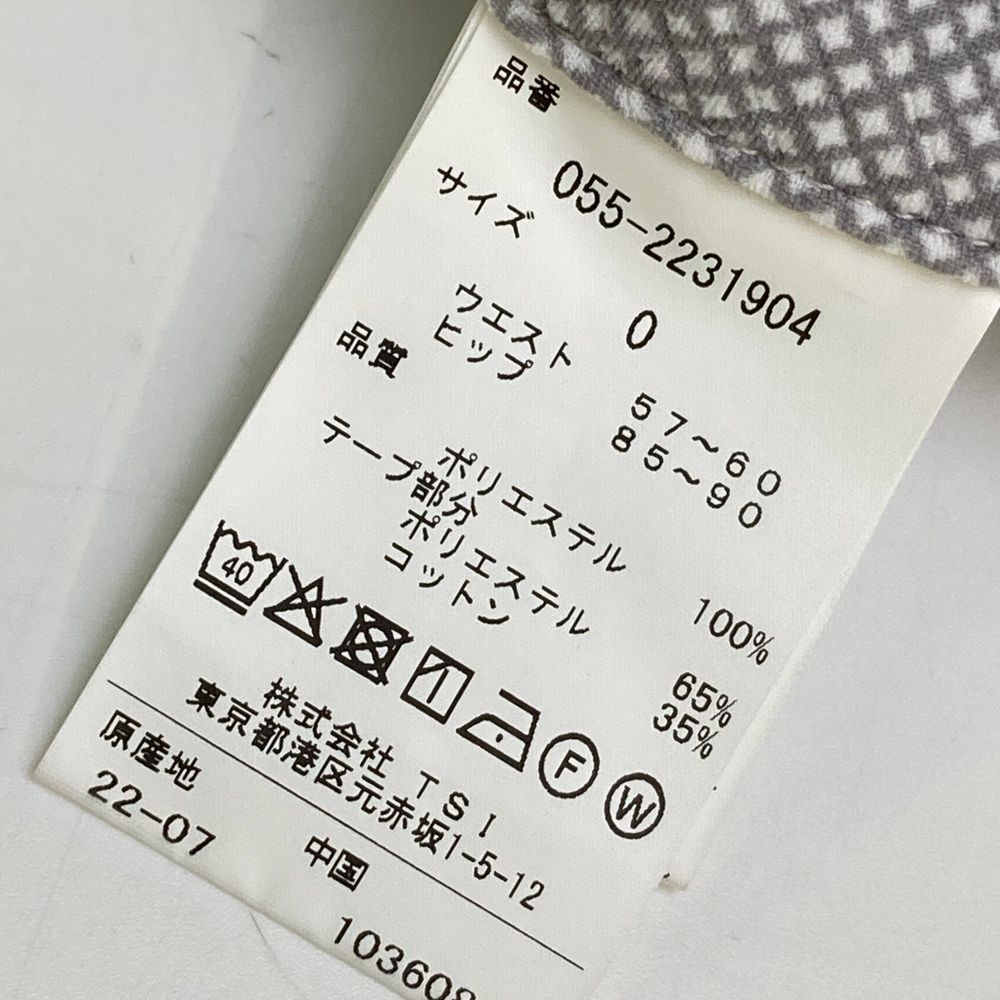 品番
055-2231904
サイズ
0
ウエスト 57〜60
ヒップ 85〜90
品質
ポリエステル 100%
テープ部分
ポリエステル 65%
コットン 35%
40
F W
株式会社 TSI
東京都港区元赤坂1-5-12
原産地 中国
22-07
103608